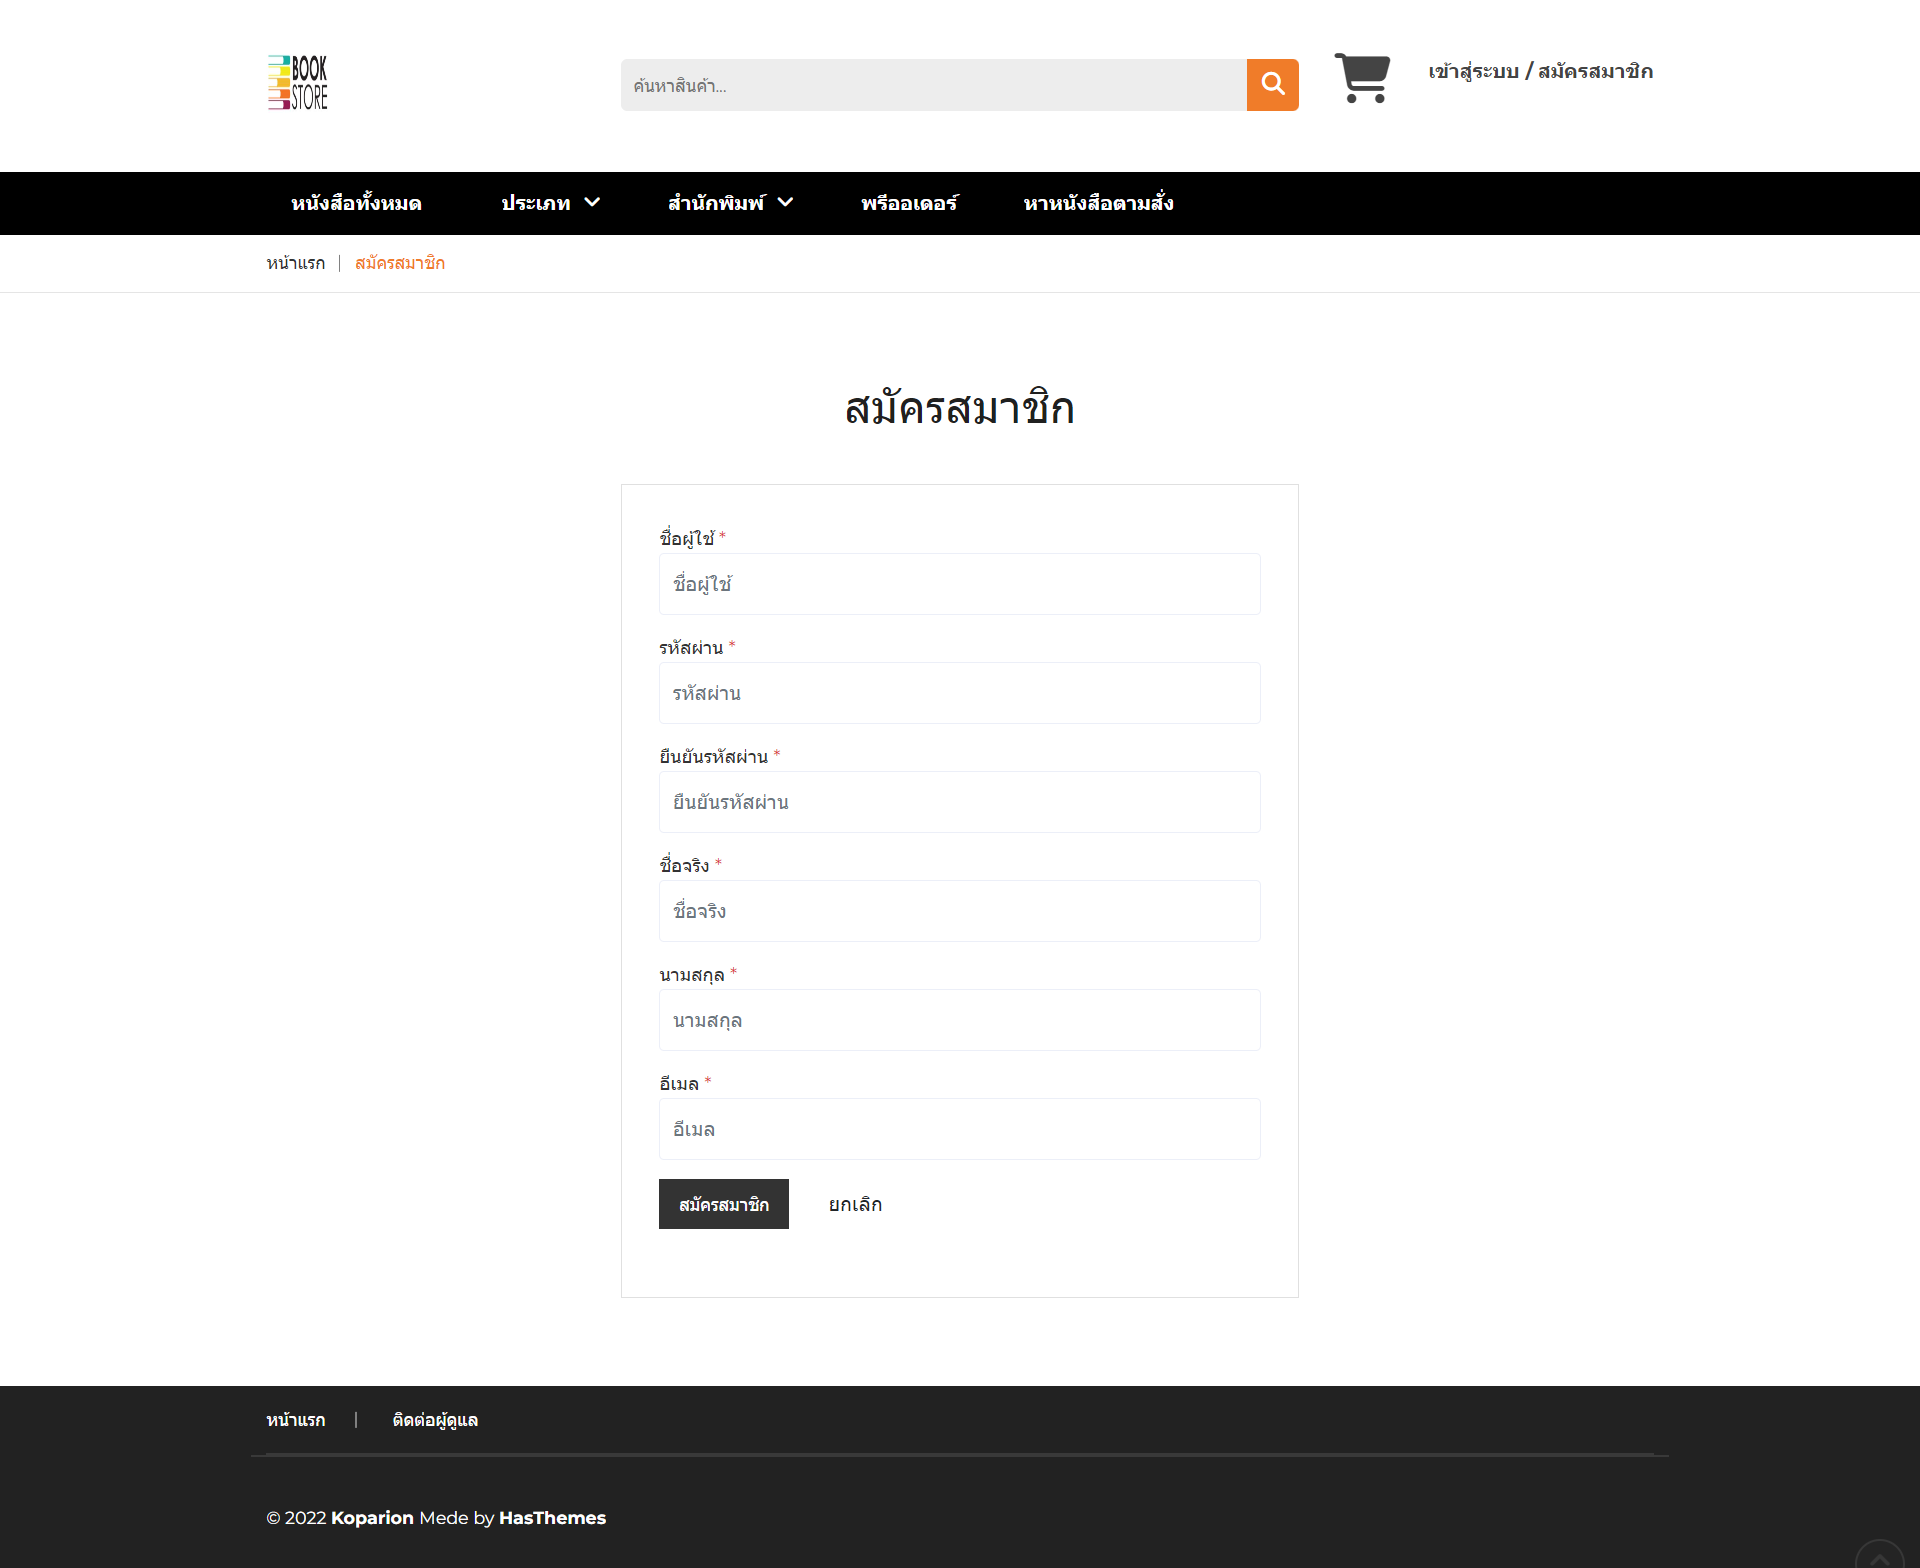 BOOK
STORE
ค้นหาสินค้า...
เข้าสู่ระบบ / สมัครสมาชิก
หนังสือทั้งหมด ประเภท สำนักพิมพ์ พรีออเดอร์ หาหนังสือตามสั่ง
หน้าแรก | สมัครสมาชิก
สมัครสมาชิก
ชื่อผู้ใช้ *
ชื่อผู้ใช้
รหัสผ่าน *
รหัสผ่าน
ยืนยันรหัสผ่าน *
ยืนยันรหัสผ่าน
ชื่อจริง *
ชื่อจริง
นามสกุล *
นามสกุล
อีเมล *
อีเมล
สมัครสมาชิก ยกเลิก
หน้าแรก | ติดต่อผู้ดูแล
© 2022 Koparion Mede by HasThemes